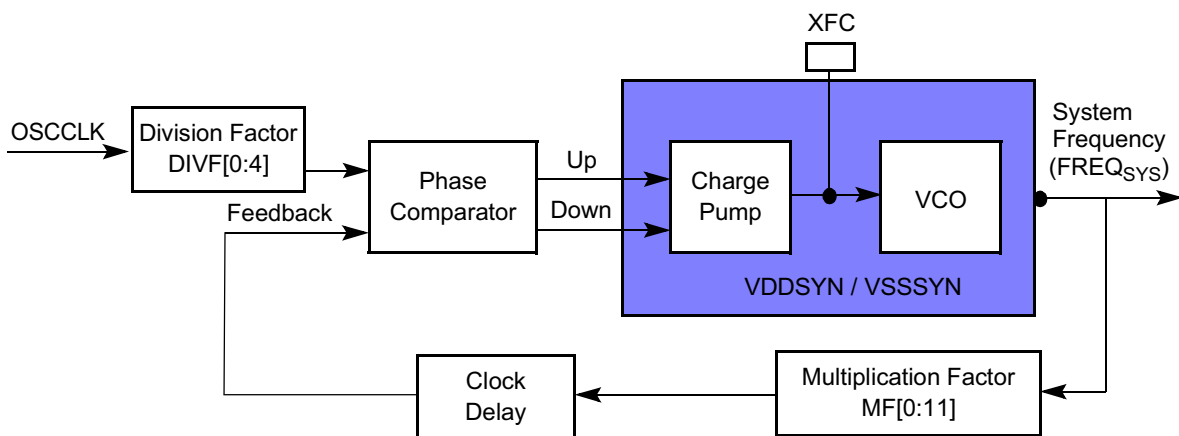 XFC
OSCCLK
Division Factor
DIVF[0:4]
Feedback
Phase
Comparator
Up
Down
Charge
Pump
VCO
VDDSYN / VSSSYN
System
Frequency
(FREQSYS)
Clock
Delay
Multiplication Factor
MF[0:11]